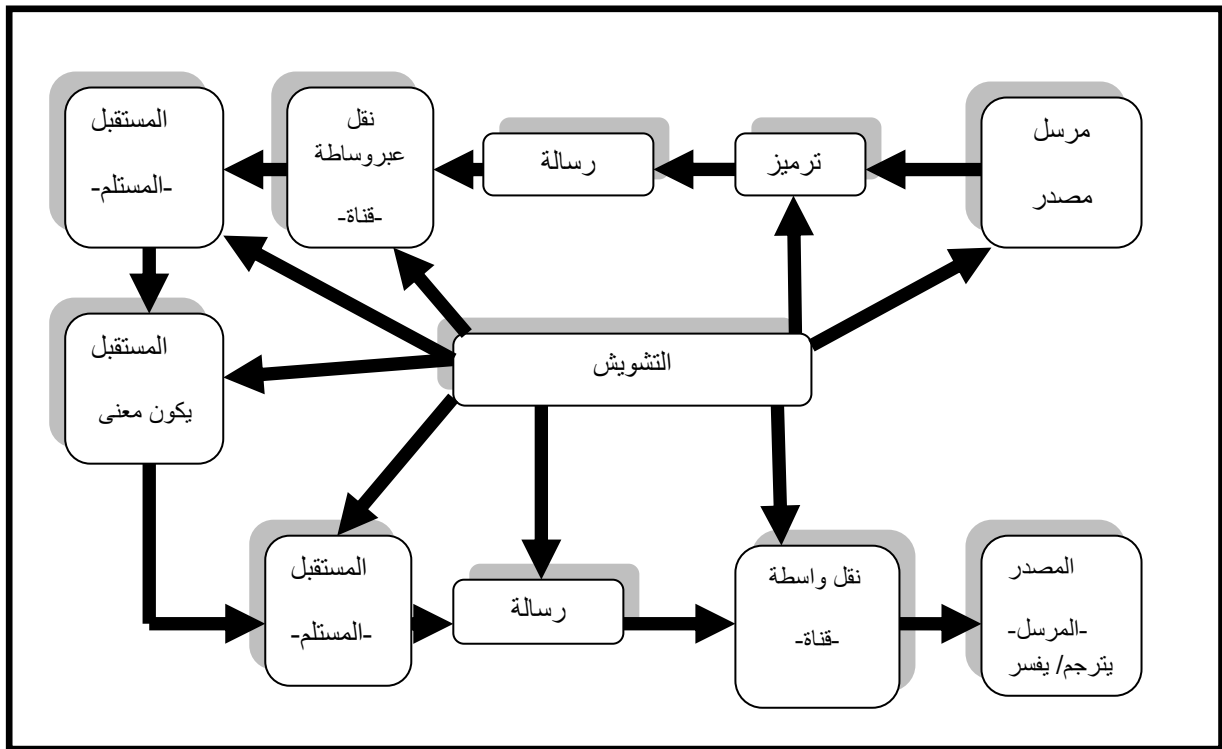 مرسل
مصدر
ترميز
رسالة
نقل
عبروساطة
-قناة-
المستقبل
-المستلم-
المستقبل
يكون معنى
التشويش
المستقبل
-المستلم-
رسالة
نقل واسطة
-قناة-
المصدر
-المرسل-
يترجم/ يفسر